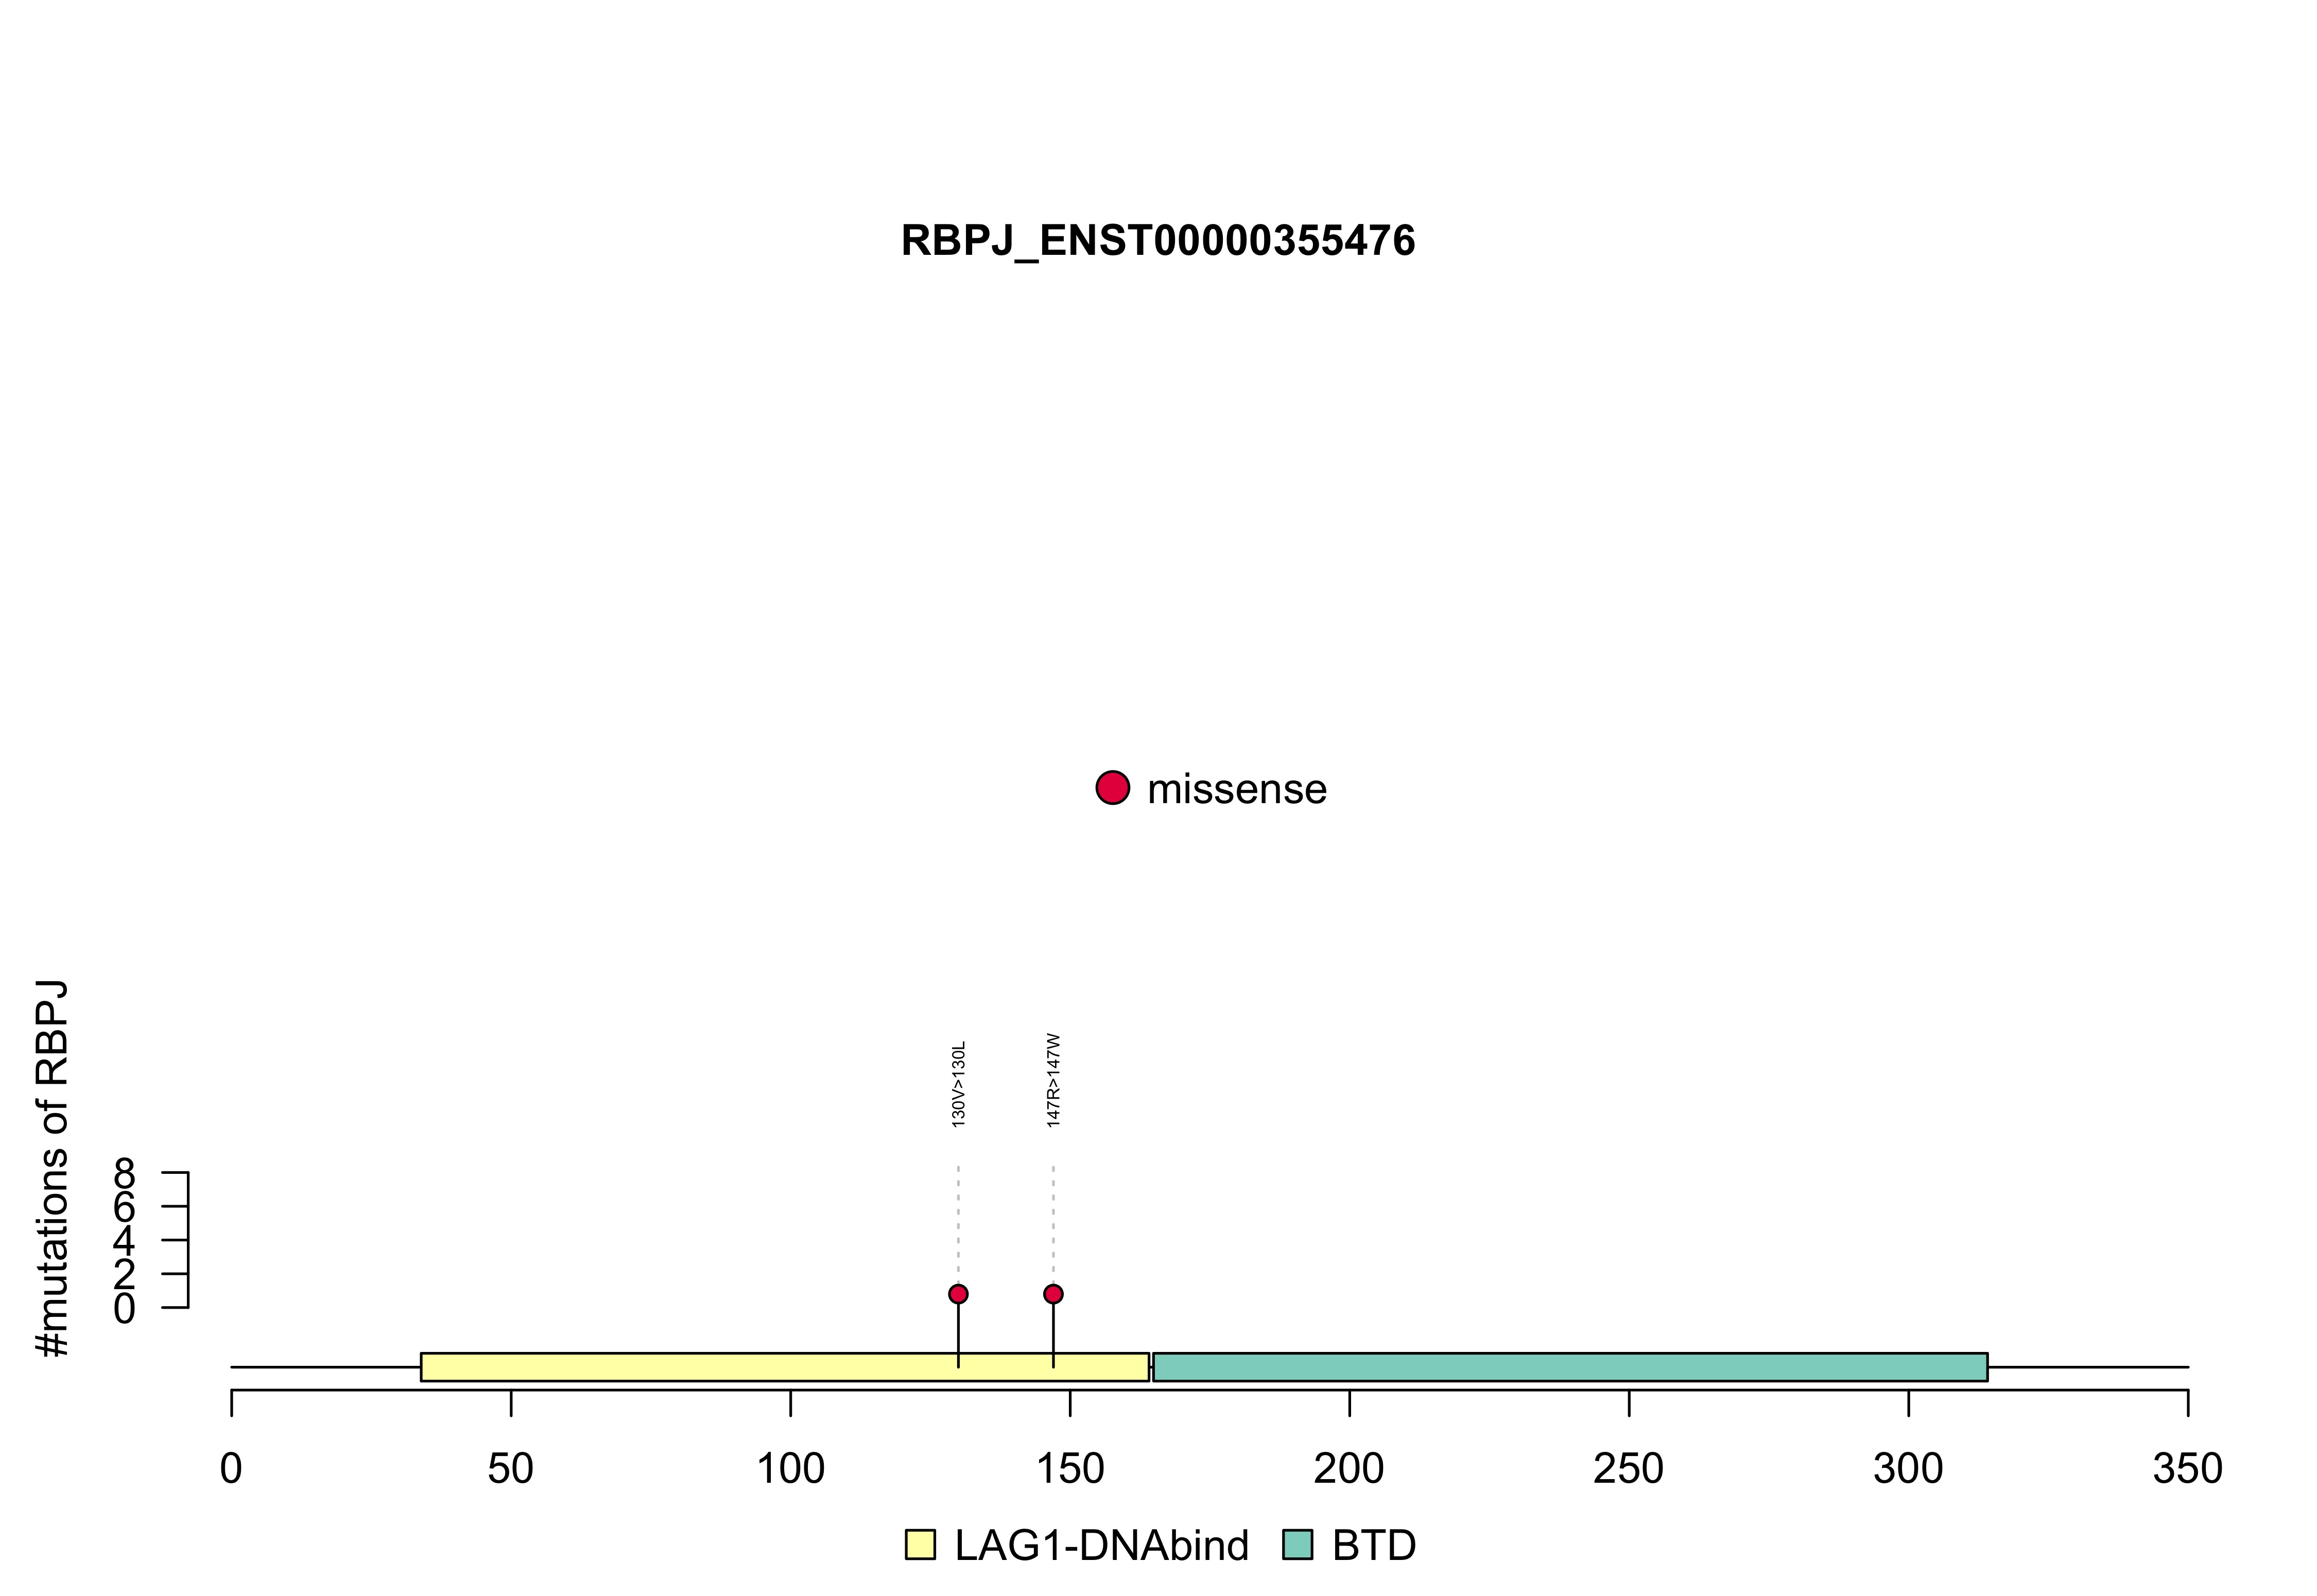 RBPJ_ENST00000355476
missense
#mutations of RBPJ
130V>130L
147R>147W
8
6
4
2
0
0 50 100 150 200 250 300 350
LAG1-DNAbind BTD